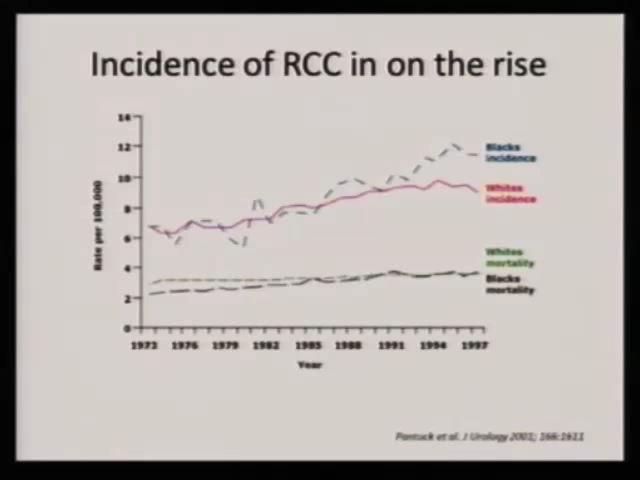 Incidence of RCC in on the rise
14
12
10
8
6
4
2
0
Rate per 100,000
1973 1976 1979 1982 1985 1988 1991 1994 1997
Year
Blacks
incidence
Whites
incidence
Whites
mortality
Blacks
mortality
Pantuck et al. J Urology 2001; 166:1611